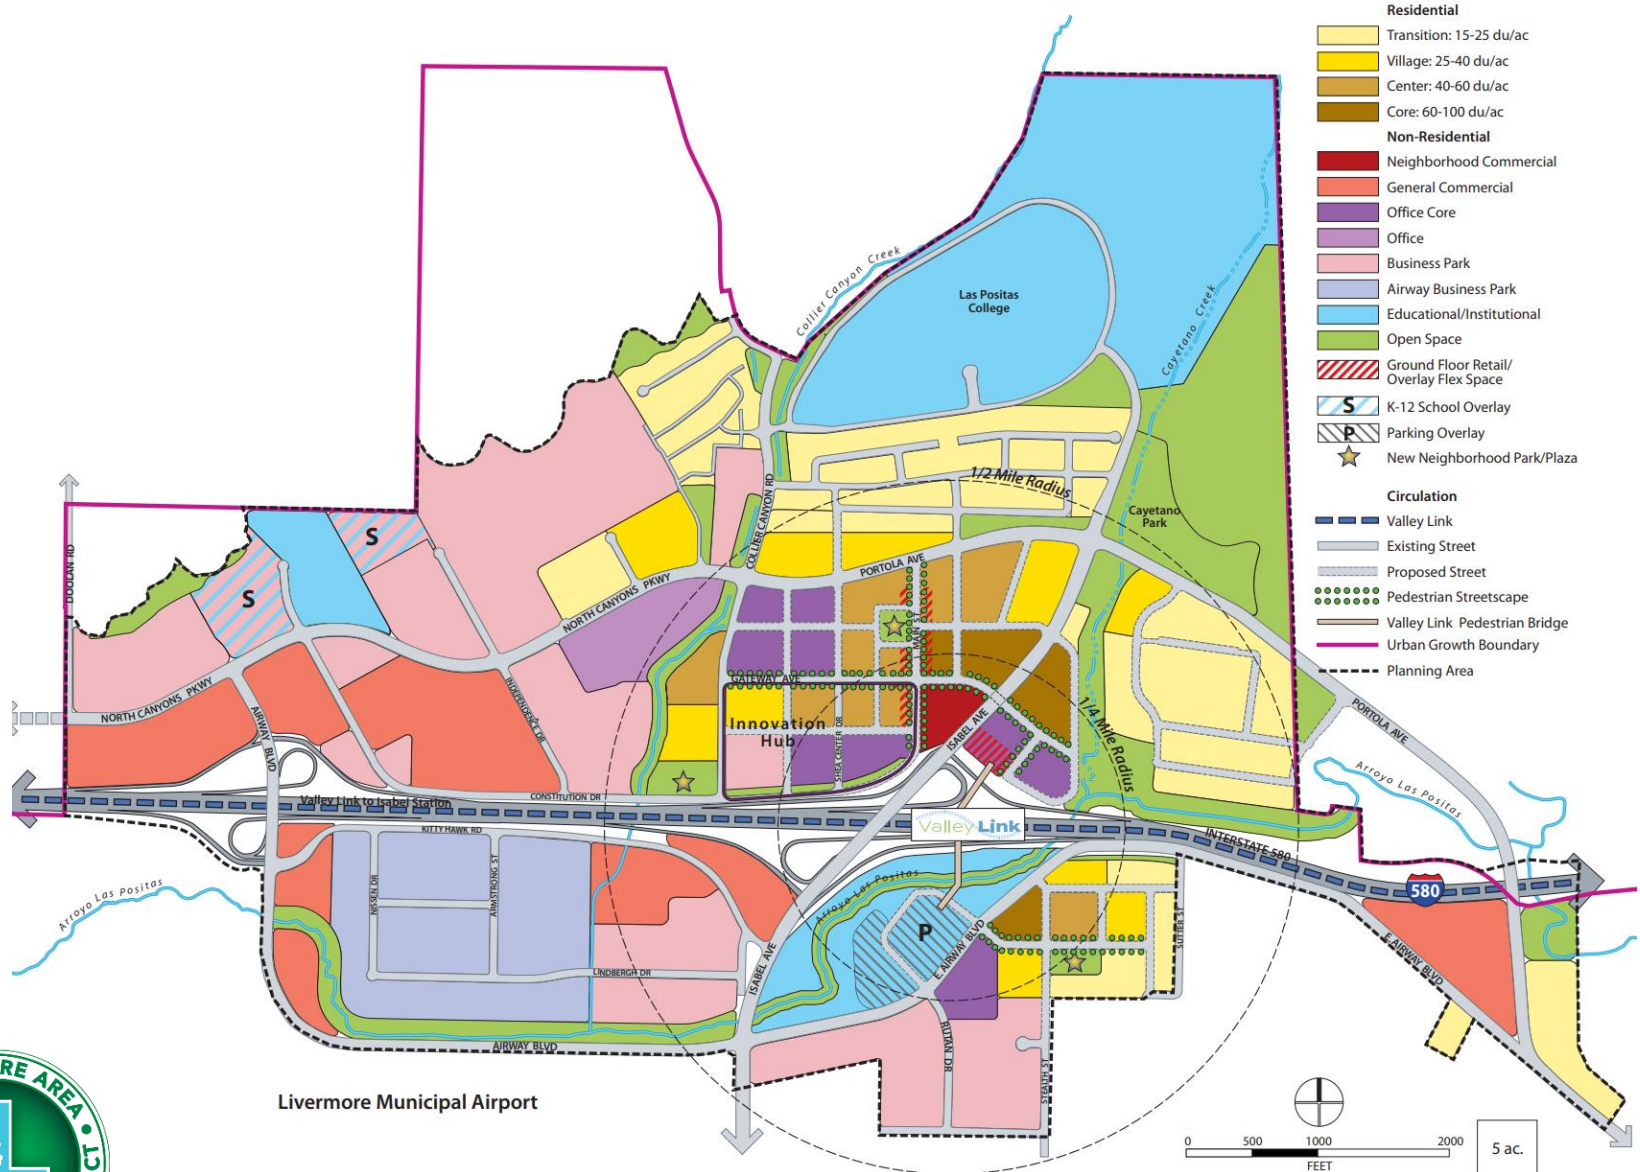 Residential
Transition: 15-25 du/ac
Village: 25-40 du/ac
Center: 40-60 du/ac
Core: 60-100 du/ac
Non-Residential
Neighborhood Commercial
General Commercial
Office Core
Office
Business Park
Airway Business Park
Educational/Institutional
Open Space
Ground Floor Retail/
Overlay Flex Space
S
K-12 School Overlay
P
Parking Overlay
New Neighborhood Park/Plaza
Circulation
Valley Link
Existing Street
Proposed Street
Pedestrian Streetscape
Valley Link Pedestrian Bridge
Urban Growth Boundary
Planning Area
Collier Canyon Creek
Las Positas
College
Cayetano Creek
1/2 Mile Radius
Cayetano
Park
COLLIER CANYON RD
DOOLAN RD
S
S
PORTOLA AVE
NORTH CANYONS PKWY
MAIN ST
GATEWAY AVE
NORTH CANYONS PKWY
AIRWAY BLVD
INDEPENDENCE DR
Innovation
Hub
SHEA CENTER DR
ISABEL AVE
1/4 Mile Radius
PORTOLA AVE
Arroyo Las Positas
CONSTITUTION DR
Valley Link to Isabel Station
ValleyLink
INTERSTATE 580
580
KITTY HAWK RD
NISSEN DR
ARMSTRONG ST
Arroyo Las Positas
Arroyo Las Positas
P
E. AIRWAY BLVD
SUTTER ST
E. AIRWAY BLVD
LINDBERGH DR
ISABEL AVE
AIRWAY BLVD
RUTAN DR
STEALTH ST
Livermore Municipal Airport
RE AREA • CT
0 500 1000 2000
FEET
5 ac.